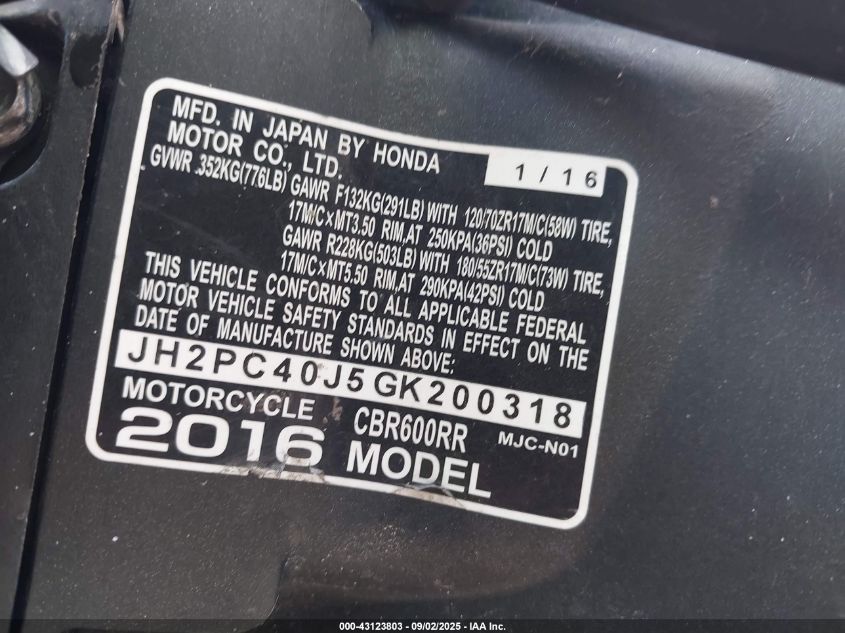 MFD. IN JAPAN BY HONDA
MOTOR CO., LTD.
1/16
GVWR 352KG(776LB) GAWR F132KG(291LB) WITH 120/70ZR17M/C(58W) TIRE,
17M/C×MT3.50 RIM,AT 250KPA(36PSI) COLD
GAWR R228KG(503LB) WITH 180/55ZR17M/C(73W) TIRE,
17M/C×MT5.50 RIM,AT 290KPA(42PSI) COLD
THIS VEHICLE CONFORMS TO ALL APPLICABLE FEDERAL
MOTOR VEHICLE SAFETY STANDARDS IN EFFECT ON THE
DATE OF MANUFACTURE SHOWN ABOVE:
JH2PC40J5GK200318
MOTORCYCLE CBR600RR MJC-N01
2016 MODEL
000-43123803 - 09/02/2025 - IAA Inc.